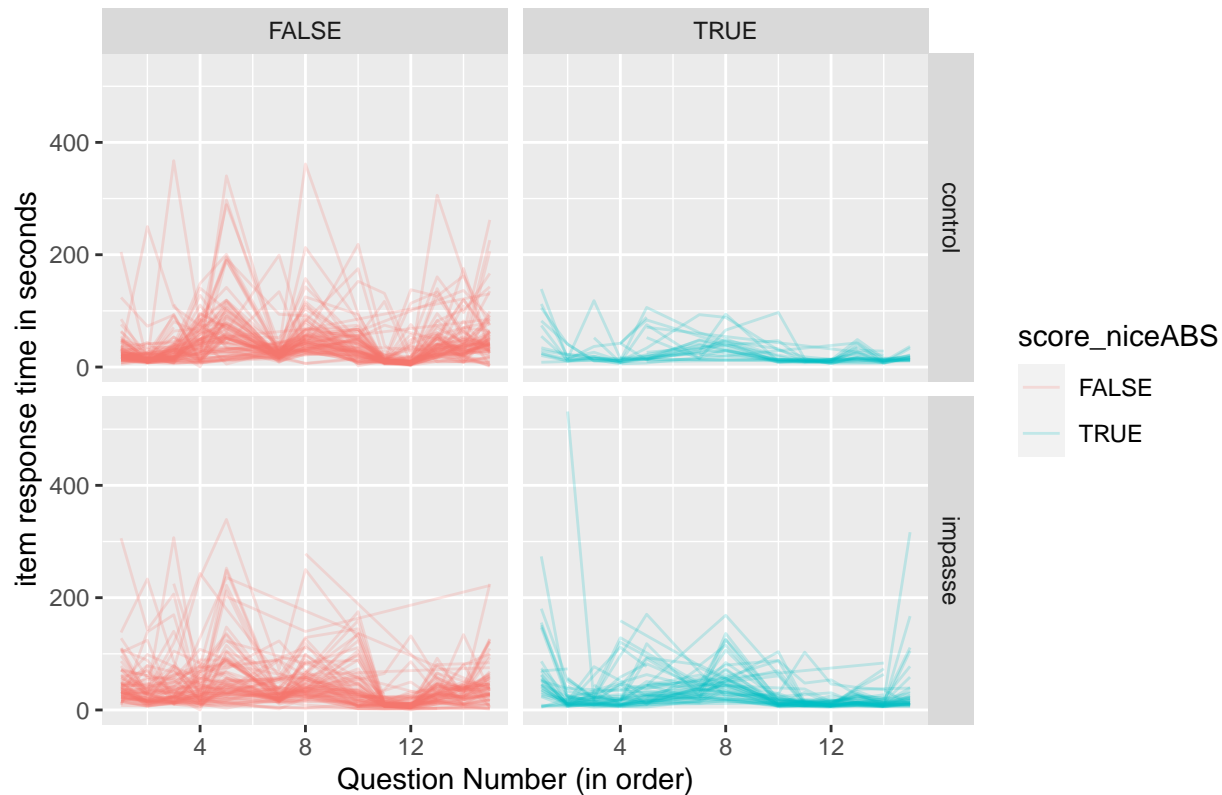 FALSE
TRUE
item response time in seconds
400
200
0
control
400
200
0
impasse
4
8
12
4
8
12
Question Number (in order)
score_niceABS
FALSE
TRUE